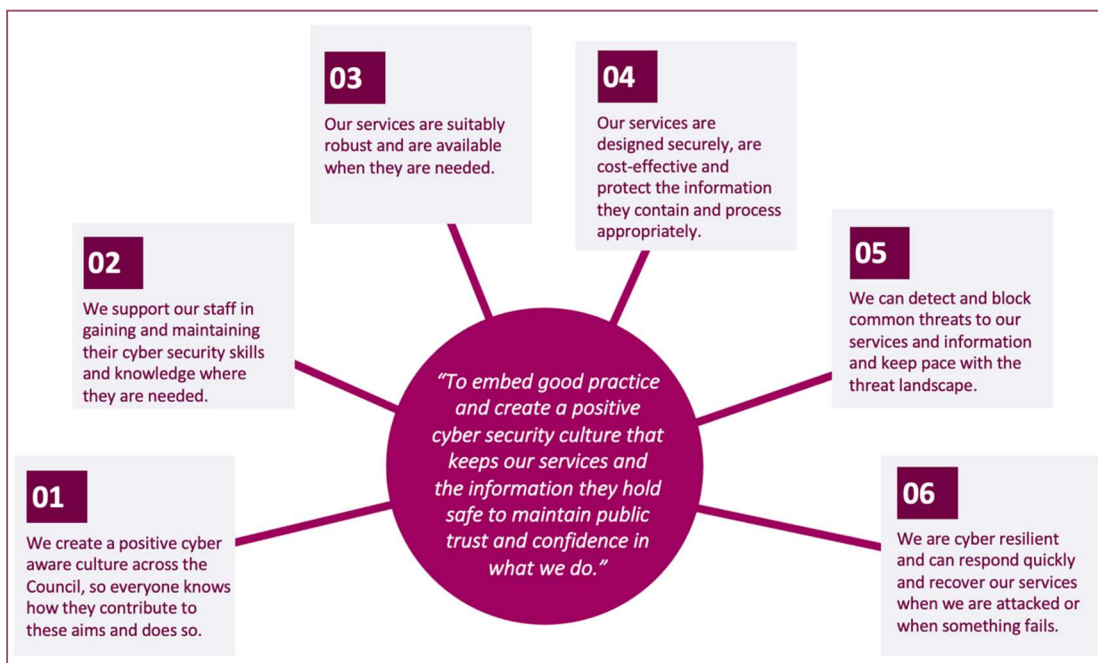 01
We create a positive cyber
aware culture across the
Council, so everyone knows
how they contribute to
these aims and does so.
02
We support our staff in
gaining and maintaining
their cyber security skills
and knowledge where
they are needed.
03
Our services are suitably
robust and are available
when they are needed.
04
Our services are
designed securely, are
cost-effective and
protect the information
they contain and process
appropriately.
05
We can detect and block
common threats to our
services and information
and keep pace with the
threat landscape.
06
We are cyber resilient
and can respond quickly
and recover our services
when we are attacked or
when something fails.
“To embed good practice
and create a positive
cyber security culture that
keeps our services and
the information they hold
safe to maintain public
trust and confidence in
what we do.”